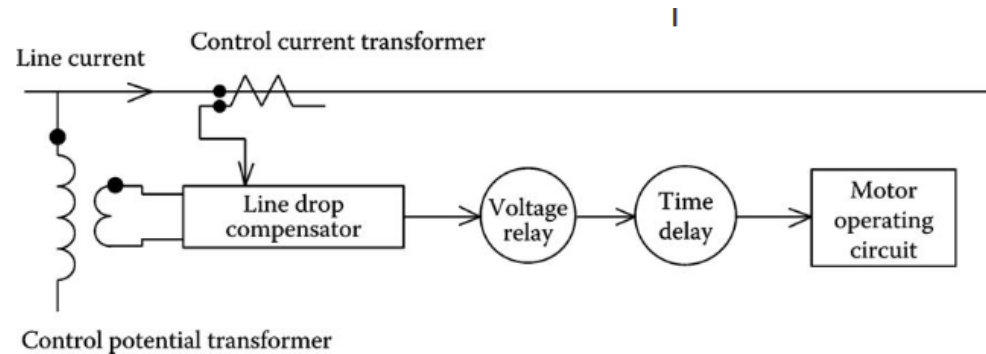 I
Control current transformer
Line current
Line drop
compensator
Voltage
relay
Time
delay
Motor
operating
circuit
Control potential transformer